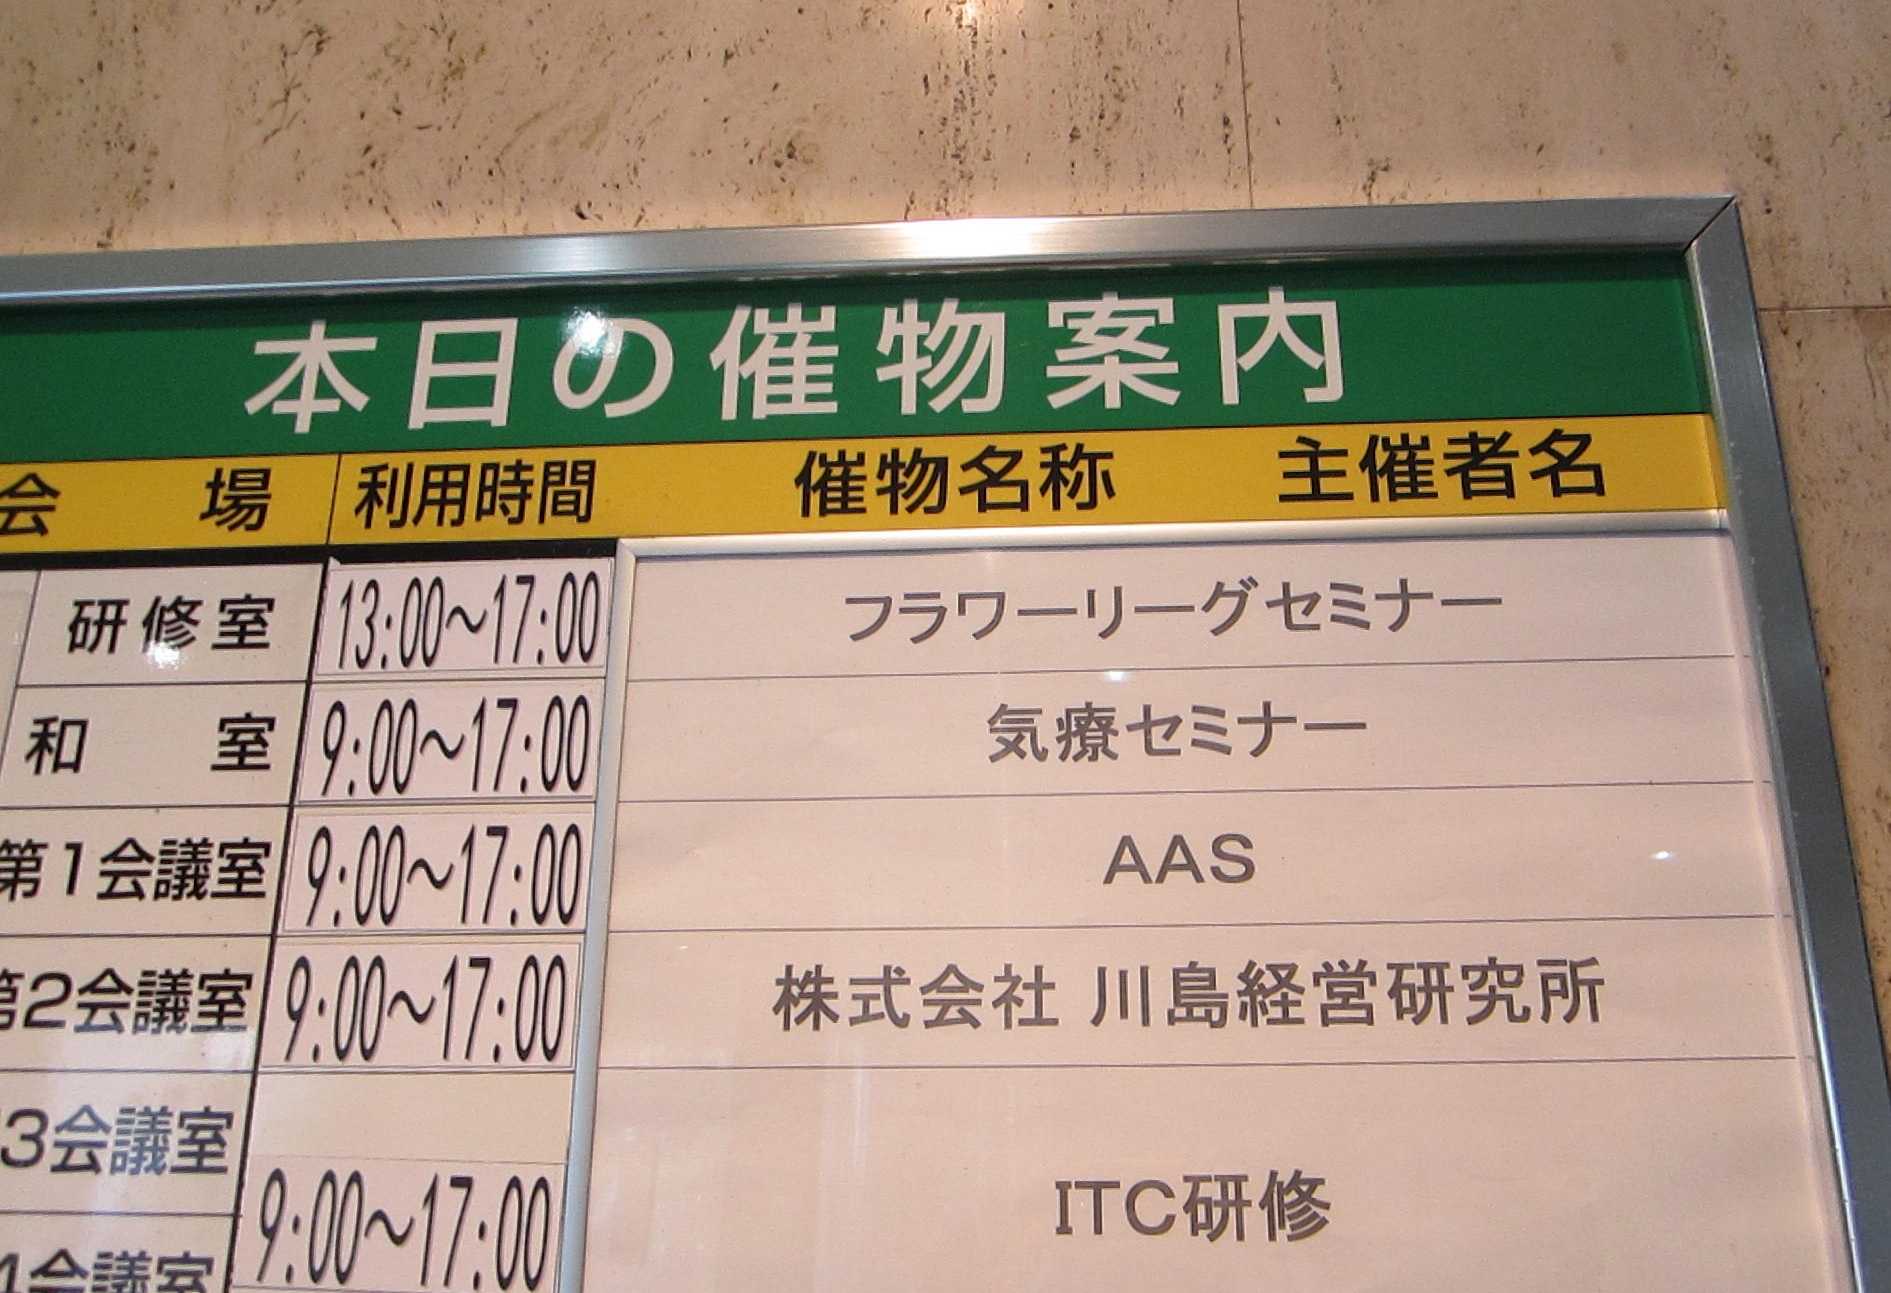 本日の催物案内
会場 利用時間 催物名称 主催者名
研修室 13:00～17:00 フラワーリーグセミナー
和室 9:00～17:00 気療セミナー
第1会議室 9:00～17:00 AAS
第2会議室 9:00～17:00 株式会社 川島経営研究所
3会議室
9:00～17:00 ITC研修
4会議室